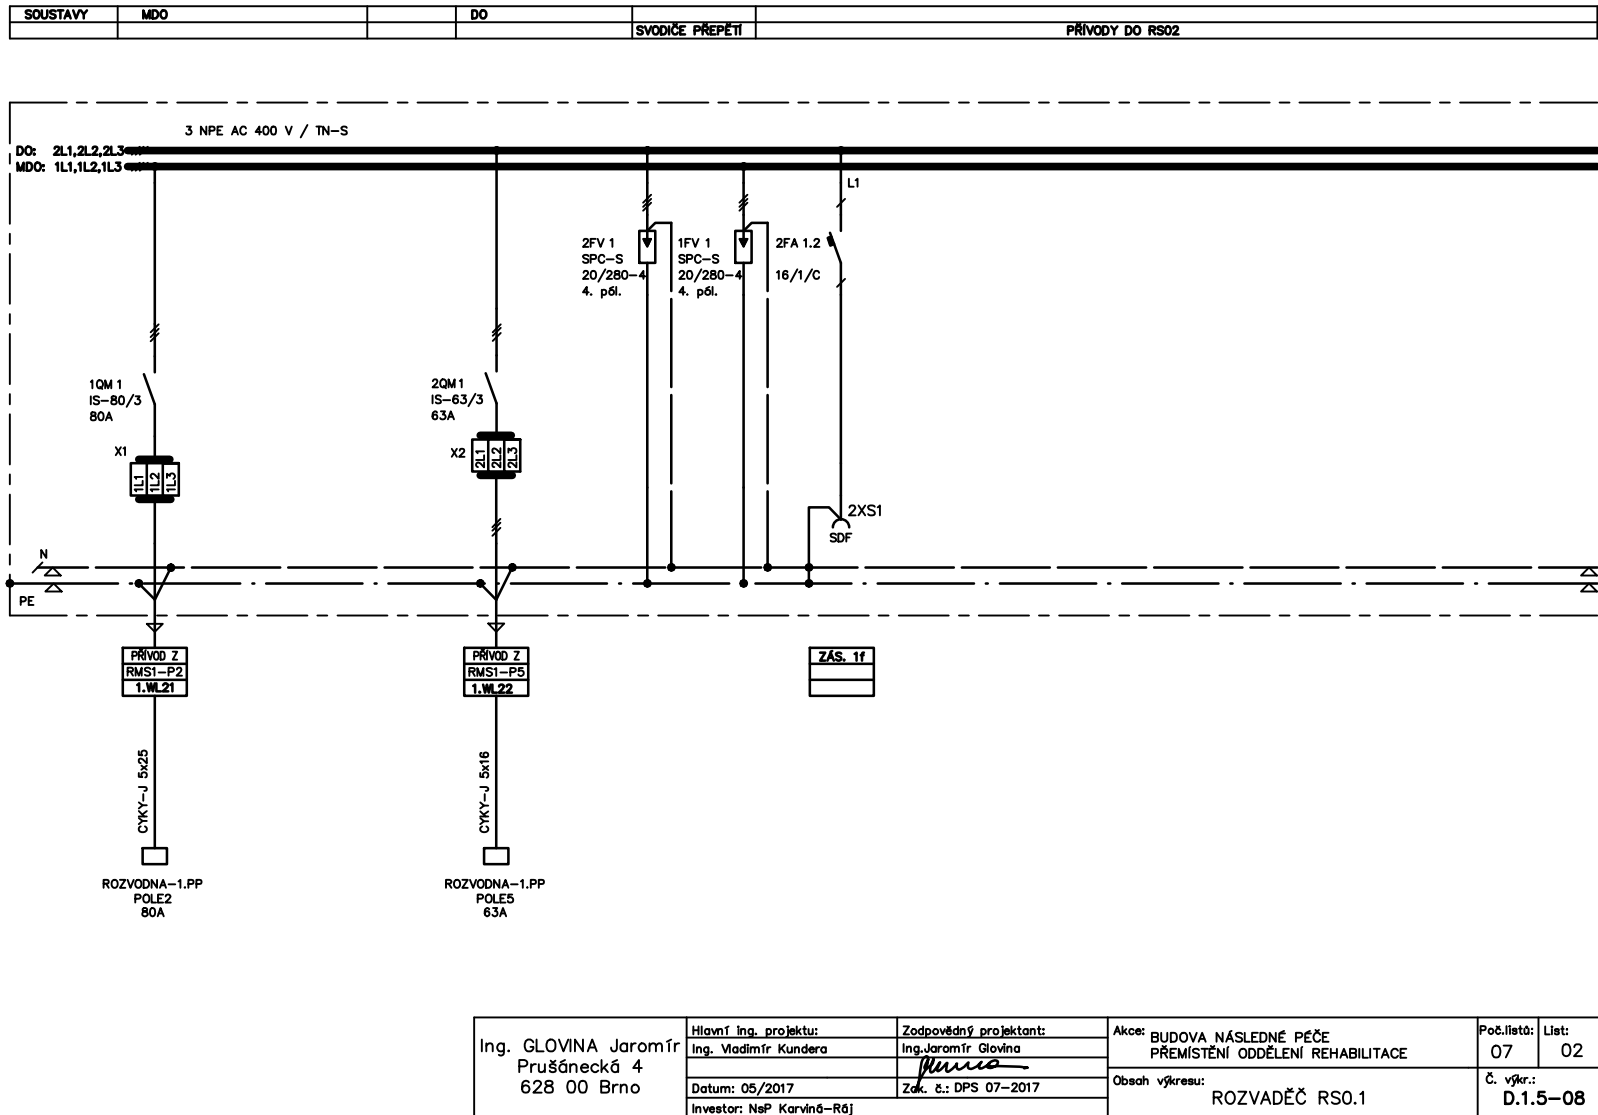 SOUSTAVY MDO DO
SVODIČE PŘEPĚTÍ PŘÍVODY DO RS02
3 NPE AC 400 V / TN-S
DO: 2L1,2L2,2L3
MDO: 1L1,1L2,1L3
L1
2FV 1
SPC-S
20/280-4
4. pól.
1FV 1
SPC-S
20/280-4
4. pól.
2FA 1.2
16/1/C
1QM 1
IS-80/3
80A
2QM1
IS-63/3
63A
X1
1L1
1L2
1L3
X2
2L1
2L2
2L3
2XS1
SDF
N
PE
PŘÍVOD Z
RMS1-P2
1.WL21
PŘÍVOD Z
RMS1-P5
1.WL22
ZÁS. 1f
CYKY-J 5x25
CYKY-J 5x16
ROZVODNA-1.PP
POLE2
80A
ROZVODNA-1.PP
POLE5
63A
Ing. GLOVINA Jaromír
Prušánecká 4
628 00 Brno
Hlavní ing. projektu:
Ing. Vladimír Kundera
Datum: 05/2017
Investor: NsP Karviná-Ráj
Zodpovědný projektant:
Ing.Jaromír Glovina
Zak. č.: DPS 07-2017
Akce: BUDOVA NÁSLEDNÉ PÉČE
PŘEMÍSTĚNÍ ODDĚLENÍ REHABILITACE
Obsah výkresu:
ROZVADĚČ RS0.1
Poč.listů:
07
List:
02
Č. výkr.:
D.1.5-08